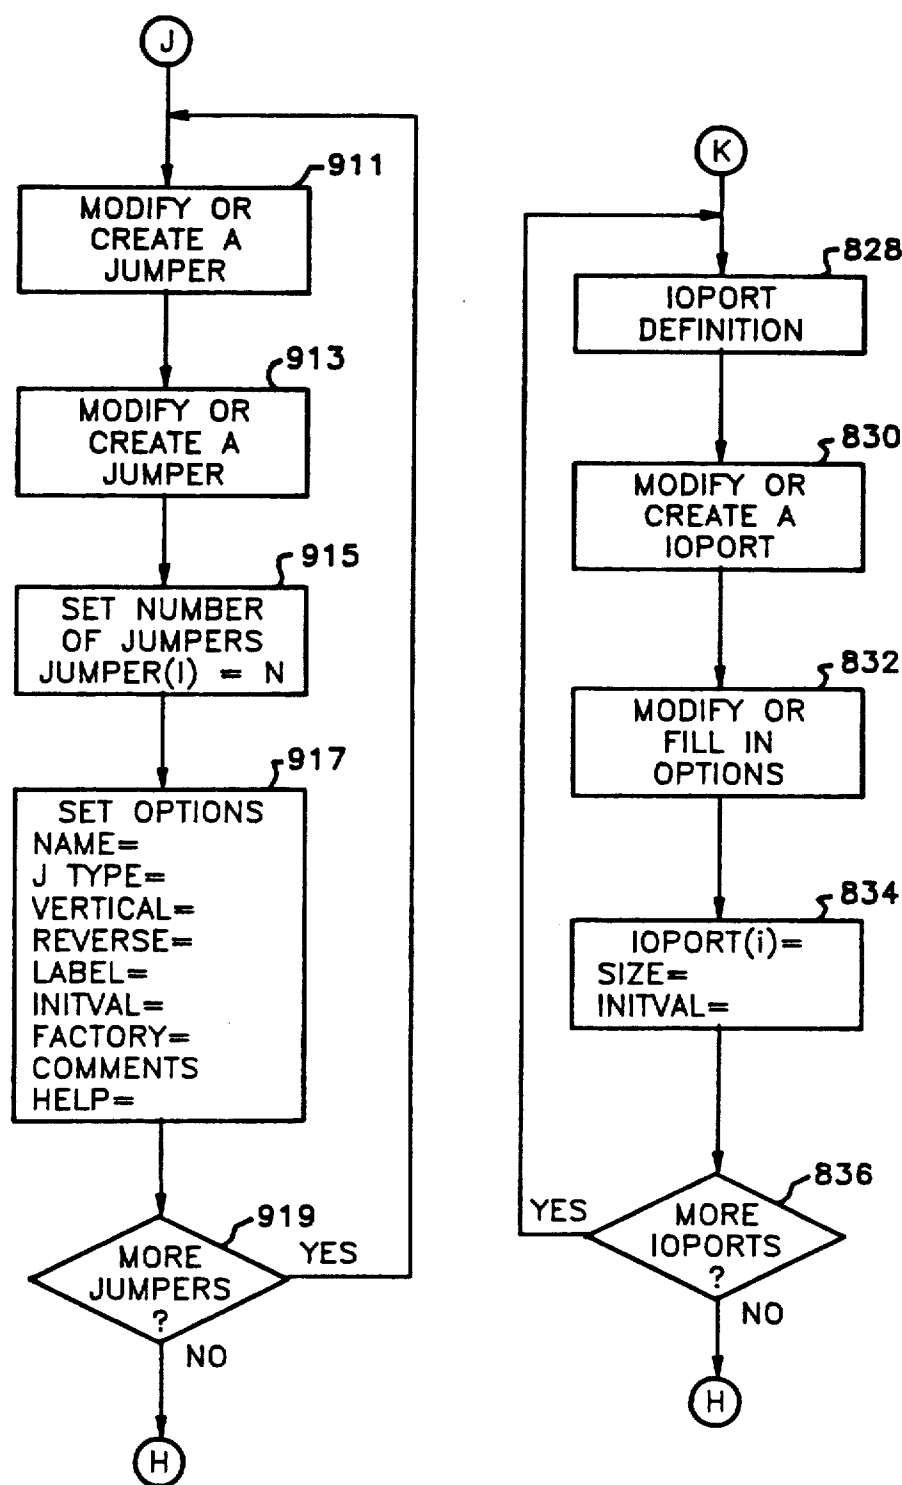 J
911
MODIFY OR
CREATE A
JUMPER
913
MODIFY OR
CREATE A
JUMPER
915
SET NUMBER
OF JUMPERS
JUMPER(I) = N
917
SET OPTIONS
NAME=
J TYPE=
VERTICAL=
REVERSE=
LABEL=
INITVAL=
FACTORY=
COMMENTS
HELP=
919
MORE
JUMPERS
?
YES
NO
H
K
828
IOPORT
DEFINITION
830
MODIFY OR
CREATE A
IOPORT
832
MODIFY OR
FILL IN
OPTIONS
834
IOPORT(i)=
SIZE=
INITVAL=
836
YES
MORE
IOPORTS
?
NO
H